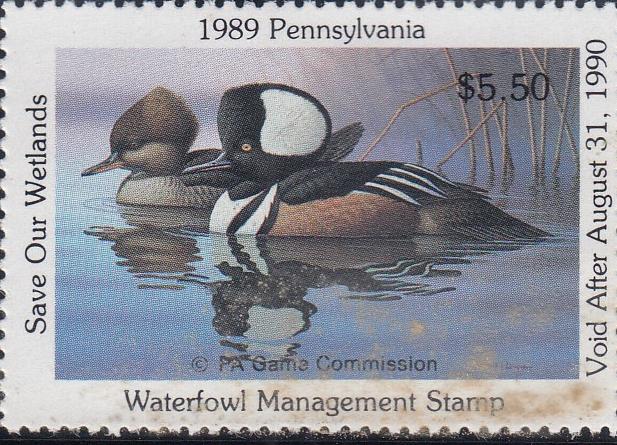 1989 Pennsylvania
$5.50
Save Our Wetlands
Void After August 31, 1990
© PA Game Commission
Waterfowl Management Stamp